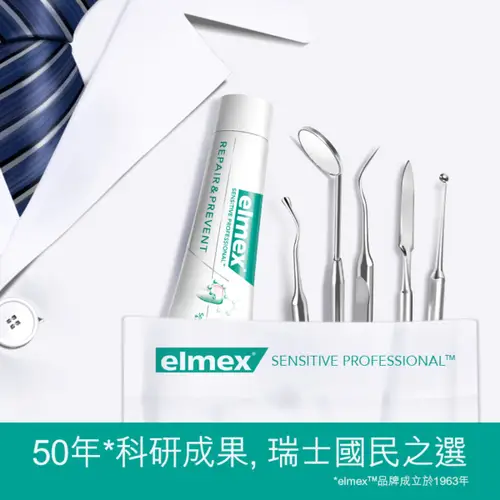 REPAIR&PREVENT
SENSITIVE PROFESSIONAL™
elmex
elmex SENSITIVE PROFESSIONAL™
50年*科研成果, 瑞士國民之選
*elmex™品牌成立於1963年